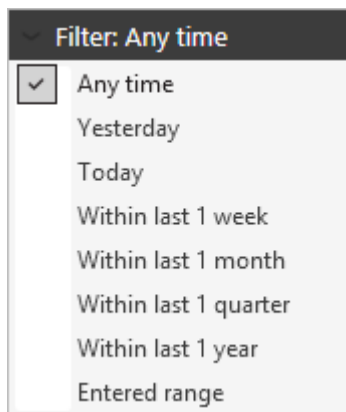 Filter: Any time
Any time
Yesterday
Today
Within last 1 week
Within last 1 month
Within last 1 quarter
Within last 1 year
Entered range